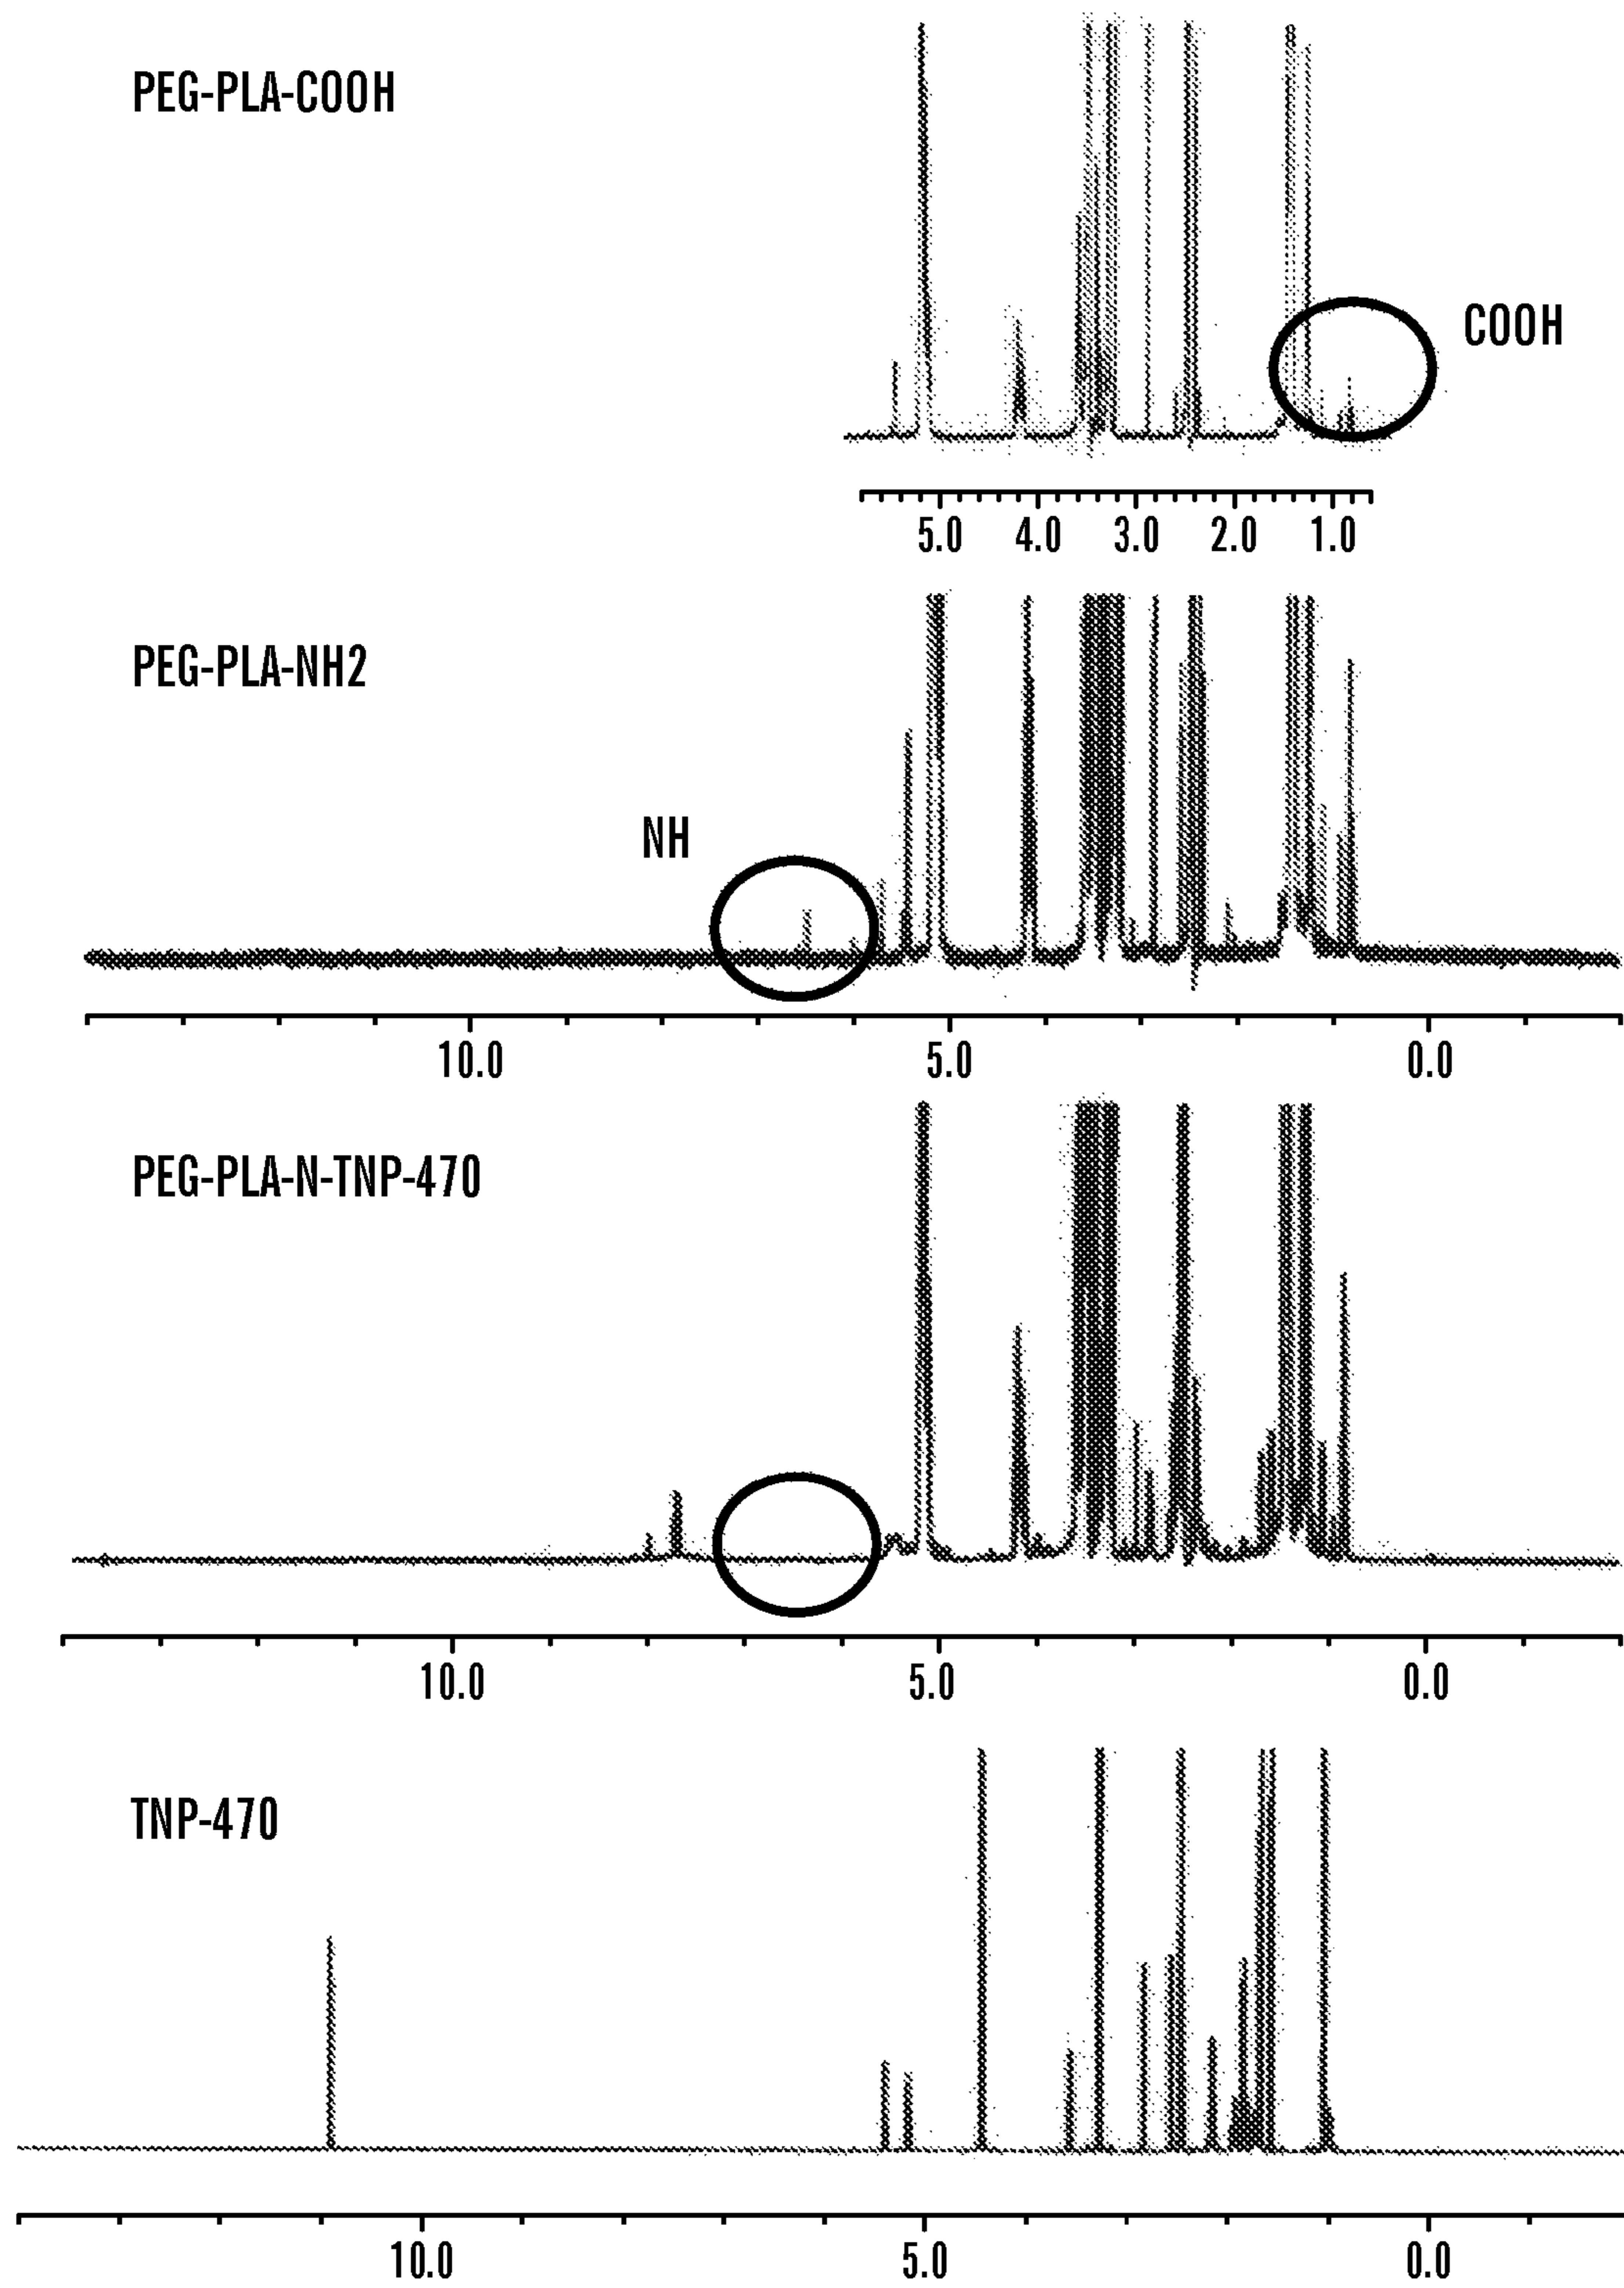 PEG-PLA-COOH
COOH
5.0 4.0 3.0 2.0 1.0
PEG-PLA-NH2
NH
10.0 5.0 0.0
PEG-PLA-N-TNP-470
10.0 5.0 0.0
TNP-470
10.0 5.0 0.0